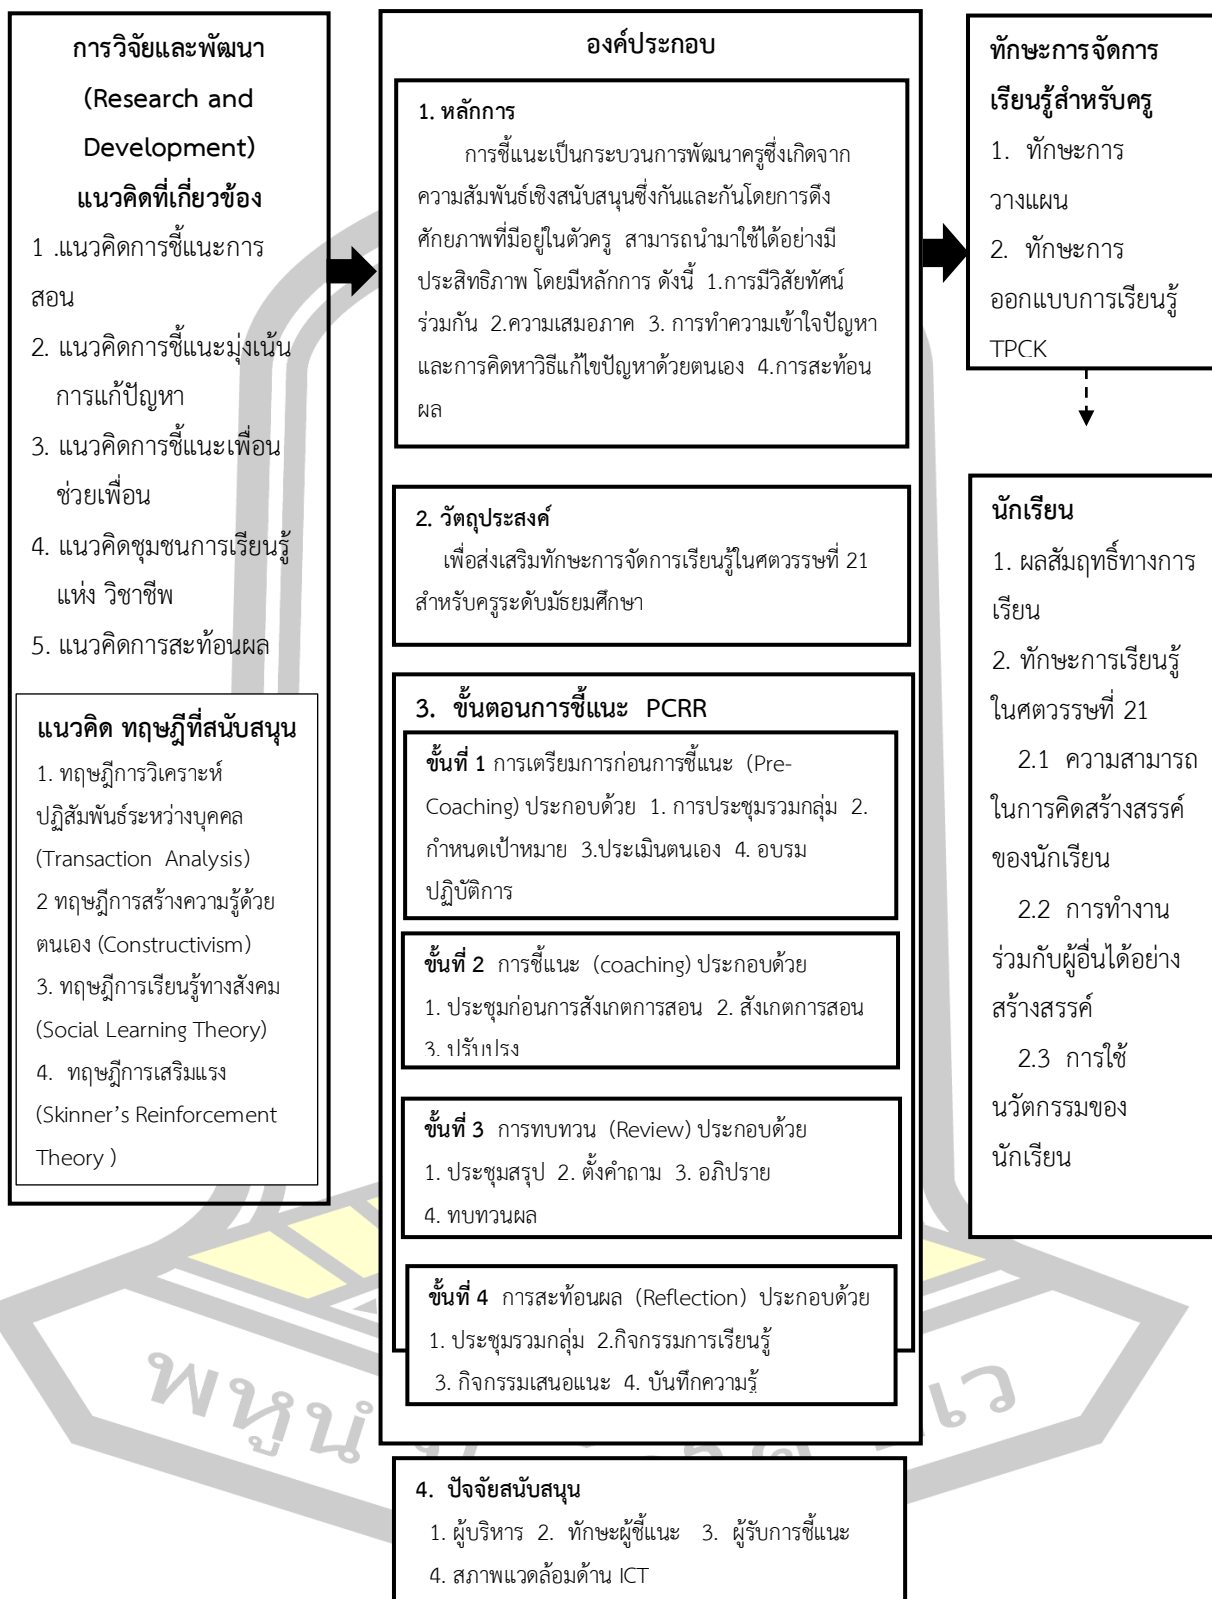 การวิจัยและพัฒนา
(Research and
Development)
แนวคิดที่เกี่ยวข้อง
1 .แนวคิดการชี้แนะการ
สอน
2. แนวคิดการชี้แนะมุ่งเน้น
การแก้ปัญหา
3. แนวคิดการชี้แนะเพื่อน
ช่วยเพื่อน
4. แนวคิดชุมชนการเรียนรู้
แห่ง วิชาชีพ
5. แนวคิดการสะท้อนผล
แนวคิด ทฤษฎีที่สนับสนุน
1. ทฤษฎีการวิเคราะห์
ปฏิสัมพันธ์ระหว่างบุคคล
(Transaction Analysis)
2 ทฤษฎีการสร้างความรู้ด้วย
ตนเอง (Constructivism)
3. ทฤษฎีการเรียนรู้ทางสังคม
(Social Learning Theory)
4. ทฤษฎีการเสริมแรง
(Skinner’s Reinforcement
Theory )
องค์ประกอบ
1. หลักการ
การชี้แนะเป็นกระบวนการพัฒนาครูซึ่งเกิดจาก
ความสัมพันธ์เชิงสนับสนุนซึ่งกันและกันโดยการดึง
ศักยภาพที่มีอยู่ในตัวครู สามารถนำมาใช้ได้อย่างมี
ประสิทธิภาพ โดยมีหลักการ ดังนี้ 1.การมีวิสัยทัศน์
ร่วมกัน 2.ความเสมอภาค 3. การทำความเข้าใจปัญหา
และการคิดหาวิธีแก้ไขปัญหาด้วยตนเอง 4.การสะท้อน
ผล
2. วัตถุประสงค์
เพื่อส่งเสริมทักษะการจัดการเรียนรู้ในศตวรรษที่ 21
สำหรับครูระดับมัธยมศึกษา
3. ขั้นตอนการชี้แนะ PCRR
ขั้นที่ 1 การเตรียมการก่อนการชี้แนะ (Pre-
Coaching) ประกอบด้วย 1. การประชุมรวมกลุ่ม 2.
กำหนดเป้าหมาย 3.ประเมินตนเอง 4. อบรม
ปฏิบัติการ
ขั้นที่ 2 การชี้แนะ (coaching) ประกอบด้วย
1. ประชุมก่อนการสังเกตการสอน 2. สังเกตการสอน
3. ปรับปรุง
ขั้นที่ 3 การทบทวน (Review) ประกอบด้วย
1. ประชุมสรุป 2. ตั้งคำถาม 3. อภิปราย
4. ทบทวนผล
ขั้นที่ 4 การสะท้อนผล (Reflection) ประกอบด้วย
1. ประชุมรวมกลุ่ม 2.กิจกรรมการเรียนรู้
3. กิจกรรมเสนอแนะ 4. บันทึกความรู้
4. ปัจจัยสนับสนุน
1. ผู้บริหาร 2. ทักษะผู้ชี้แนะ 3. ผู้รับการชี้แนะ
4. สภาพแวดล้อมด้าน ICT
ทักษะการจัดการ
เรียนรู้สำหรับครู
1. ทักษะการ
วางแผน
2. ทักษะการ
ออกแบบการเรียนรู้
TPCK
นักเรียน
1. ผลสัมฤทธิ์ทางการ
เรียน
2. ทักษะการเรียนรู้
ในศตวรรษที่ 21
2.1 ความสามารถ
ในการคิดสร้างสรรค์
ของนักเรียน
2.2 การทำงาน
ร่วมกับผู้อื่นได้อย่าง
สร้างสรรค์
2.3 การใช้
นวัตกรรมของ
นักเรียน